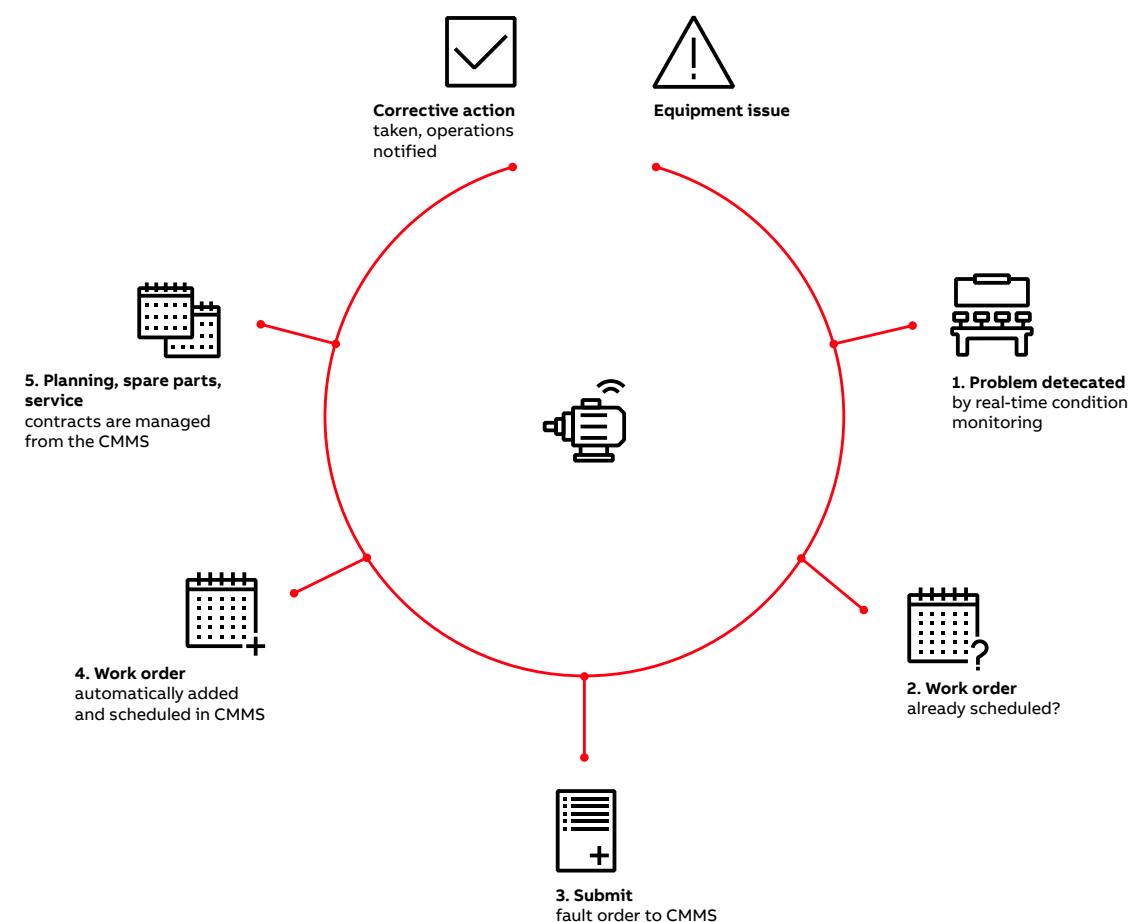 Corrective action
taken, operations
notified
Equipment issue
1. Problem detecated
by real-time condition
monitoring
2. Work order
already scheduled?
3. Submit
fault order to CMMS
4. Work order
automatically added
and scheduled in CMMS
5. Planning, spare parts,
service
contracts are managed
from the CMMS